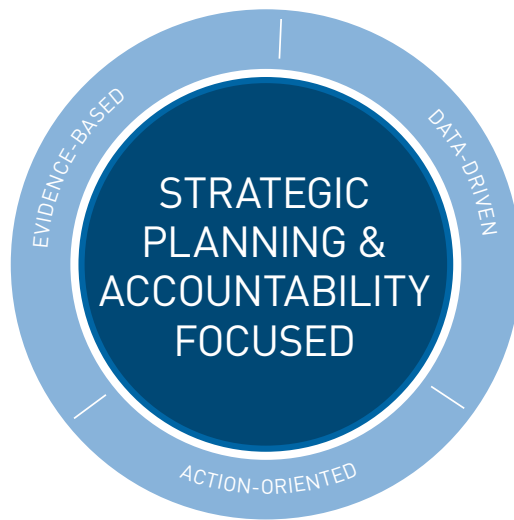 EVIDENCE-BASED
DATA-DRIVEN
STRATEGIC
PLANNING &
ACCOUNTABILITY
FOCUSED
ACTION-ORIENTED